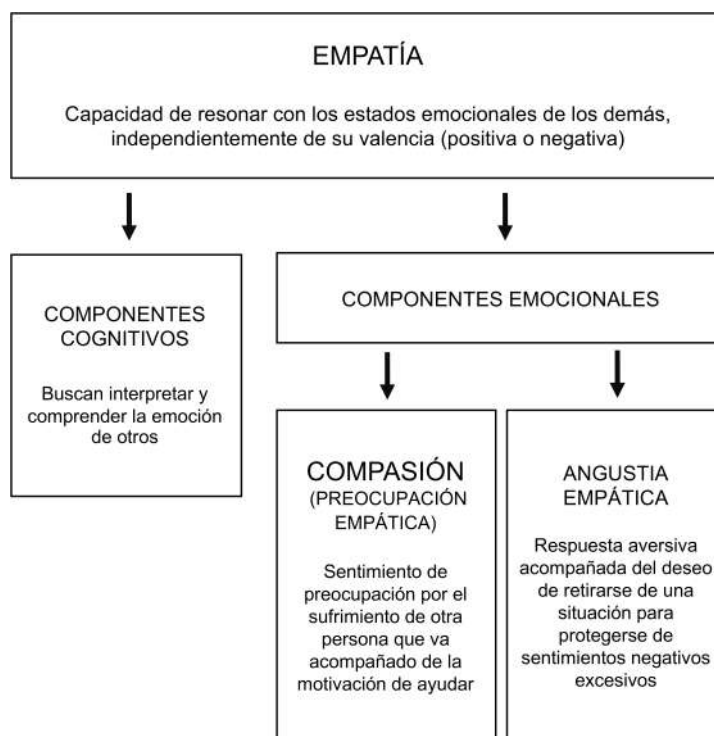 EMPATÍA
Capacidad de resonar con los estados emocionales de los demás,
independientemente de su valencia (positiva o negativa)
COMPONENTES
COGNITIVOS
Buscan interpretar y
comprender la emoción
de otros
COMPONENTES EMOCIONALES
COMPASIÓN
(PREOCUPACIÓN
EMPÁTICA)
Sentimiento de
preocupación por el
sufrimiento de otra
persona que va
acompañado de la
motivación de ayudar
ANGUSTIA
EMPÁTICA
Respuesta aversiva
acompañada del deseo
de retirarse de una
situación para
protegerse de
sentimientos negativos
excesivos